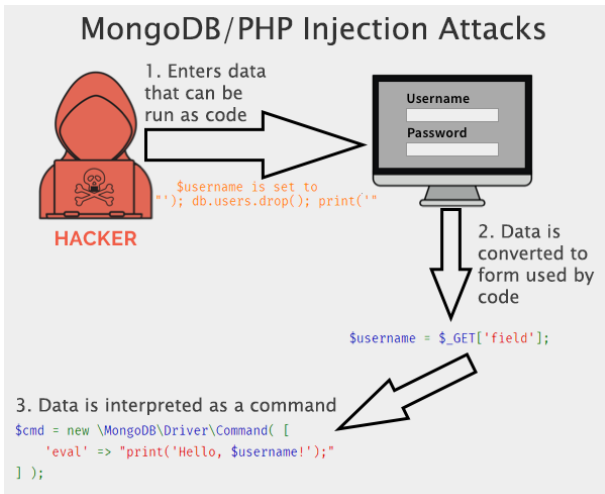 MongoDB/PHP Injection Attacks
1. Enters data
that can be
run as code
$username is set to
"'); db.users.drop(); print('"
HACKER
Username
Password
2. Data is
converted to
form used by
code
$username = $_GET['field'];
3. Data is interpreted as a command
$cmd = new \MongoDB\Driver\Command( [
'eval' => "print('Hello, $username!');"
] );